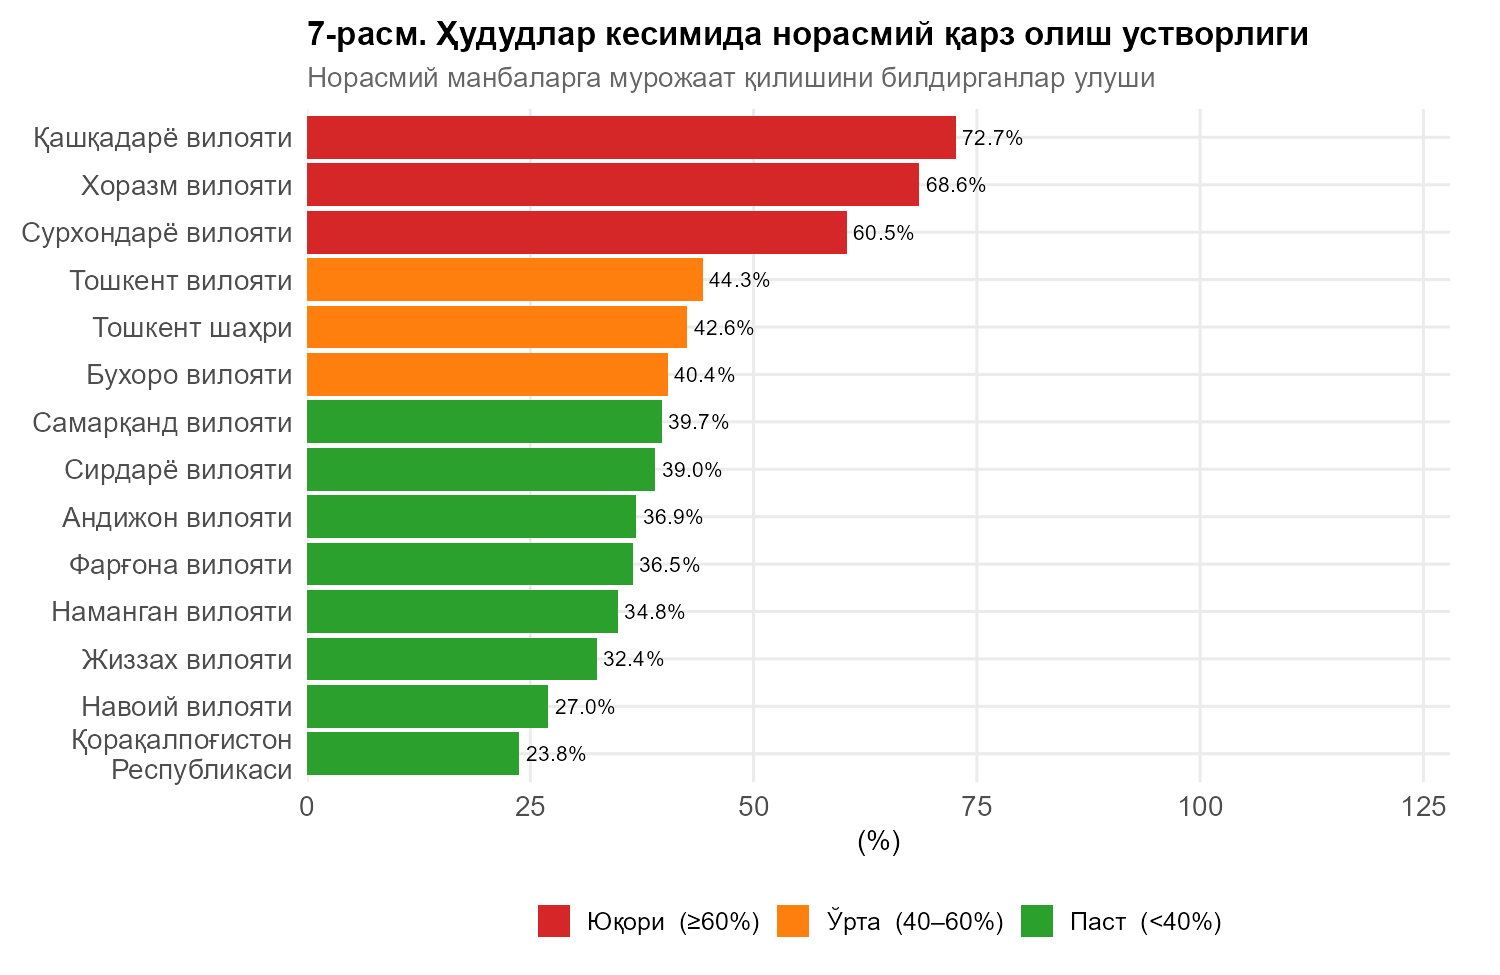 7-расм. Ҳудудлар кесимида норасмий қарз олиш устворлиги
Норасмий манбаларга мурожаат қилишини билдирганлар улуши
Қашқадарё вилояти 72.7%
Хоразм вилояти 68.6%
Сурхондарё вилояти 60.5%
Тошкент вилояти 44.3%
Тошкент шаҳри 42.6%
Бухоро вилояти 40.4%
Самарқанд вилояти 39.7%
Сирдарё вилояти 39.0%
Андижон вилояти 36.9%
Фарғона вилояти 36.5%
Наманган вилояти 34.8%
Жиззах вилояти 32.4%
Навоий вилояти 27.0%
Қорақалпоғистон
Республикаси 23.8%
0 25 50 75 100 125
(%)
Юқори (≥60%) Ўрта (40–60%) Паст (<40%)